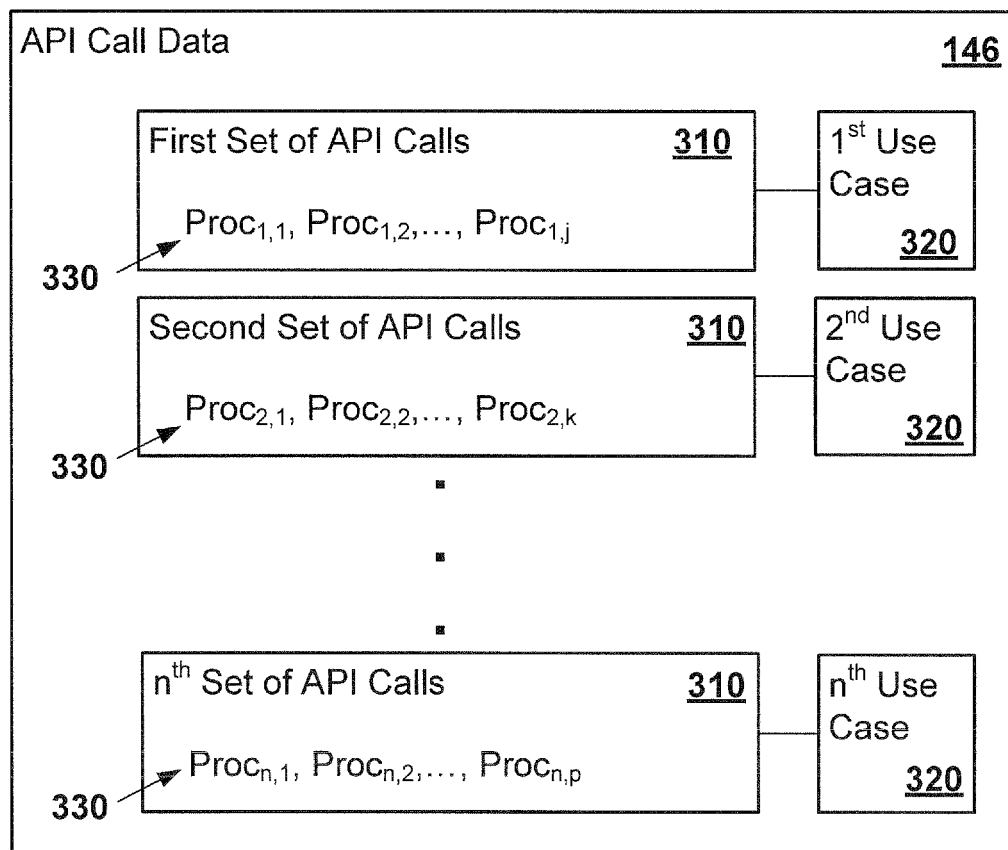 API Call Data 146
First Set of API Calls 310
1st Use
Case
320
Proc1,1, Proc1,2,..., Proc1,j
330
Second Set of API Calls 310
2nd Use
Case
320
Proc2,1, Proc2,2,..., Proc2,k
330
nth Set of API Calls 310
nth Use
Case
320
Procn,1, Procn,2,..., Procn,p
330